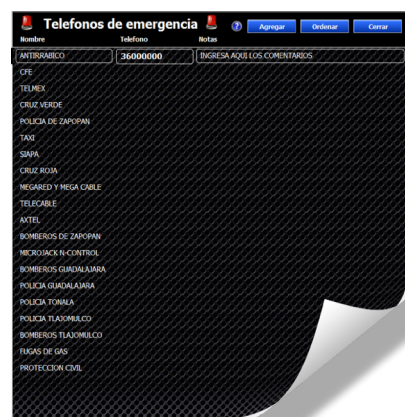 Telefonos de emergencia
? Agregar Ordenar Cerrar
Nombre Telefono Notas
ANTIRRABICO 36000000 INGRESA AQUI LOS COMENTARIOS
CFE
TELMEX
CRUZ VERDE
POLICIA DE ZAPOPAN
TAXI
SIAPA
CRUZ ROJA
MEGARED Y MEGA CABLE
TELECABLE
AXTEL
BOMBEROS DE ZAPOPAN
MICROJACK N-CONTROL
BOMBEROS GUADALAJARA
POLICIA GUADALAJARA
POLICIA TONALA
POLICIA TLAJOMULCO
BOMBEROS TLAJOMULCO
FUGAS DE GAS
PROTECCION CIVIL